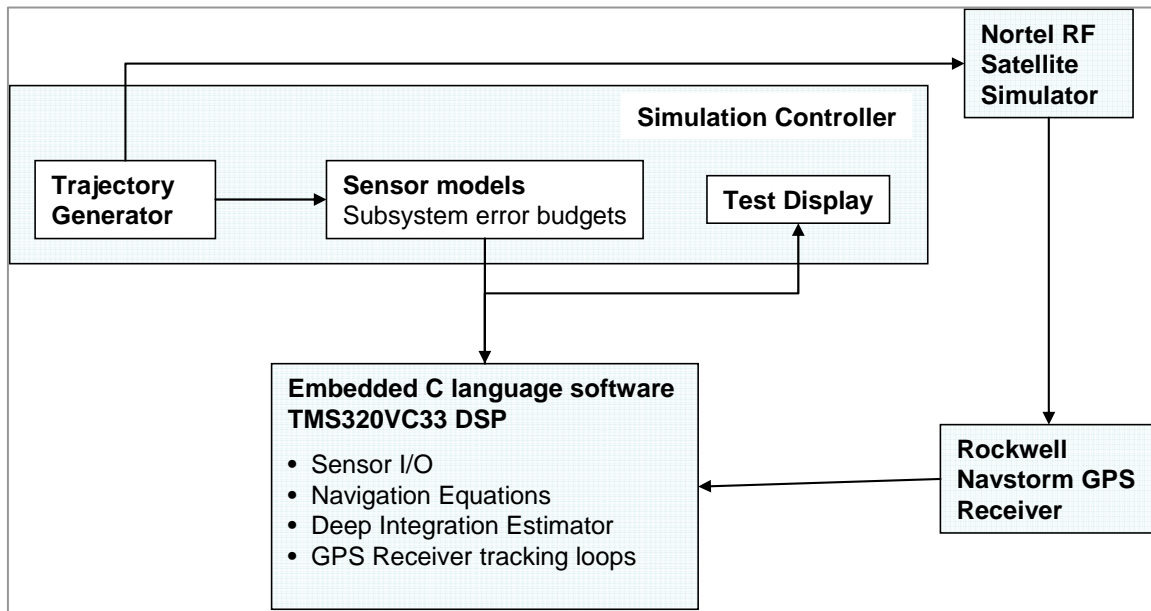 Nortel RF
Satellite
Simulator
Simulation Controller
Trajectory
Generator
Sensor models
Subsystem error budgets
Test Display
Embedded C language software
TMS320VC33 DSP
• Sensor I/O
• Navigation Equations
• Deep Integration Estimator
• GPS Receiver tracking loops
Rockwell
Navstorm GPS
Receiver